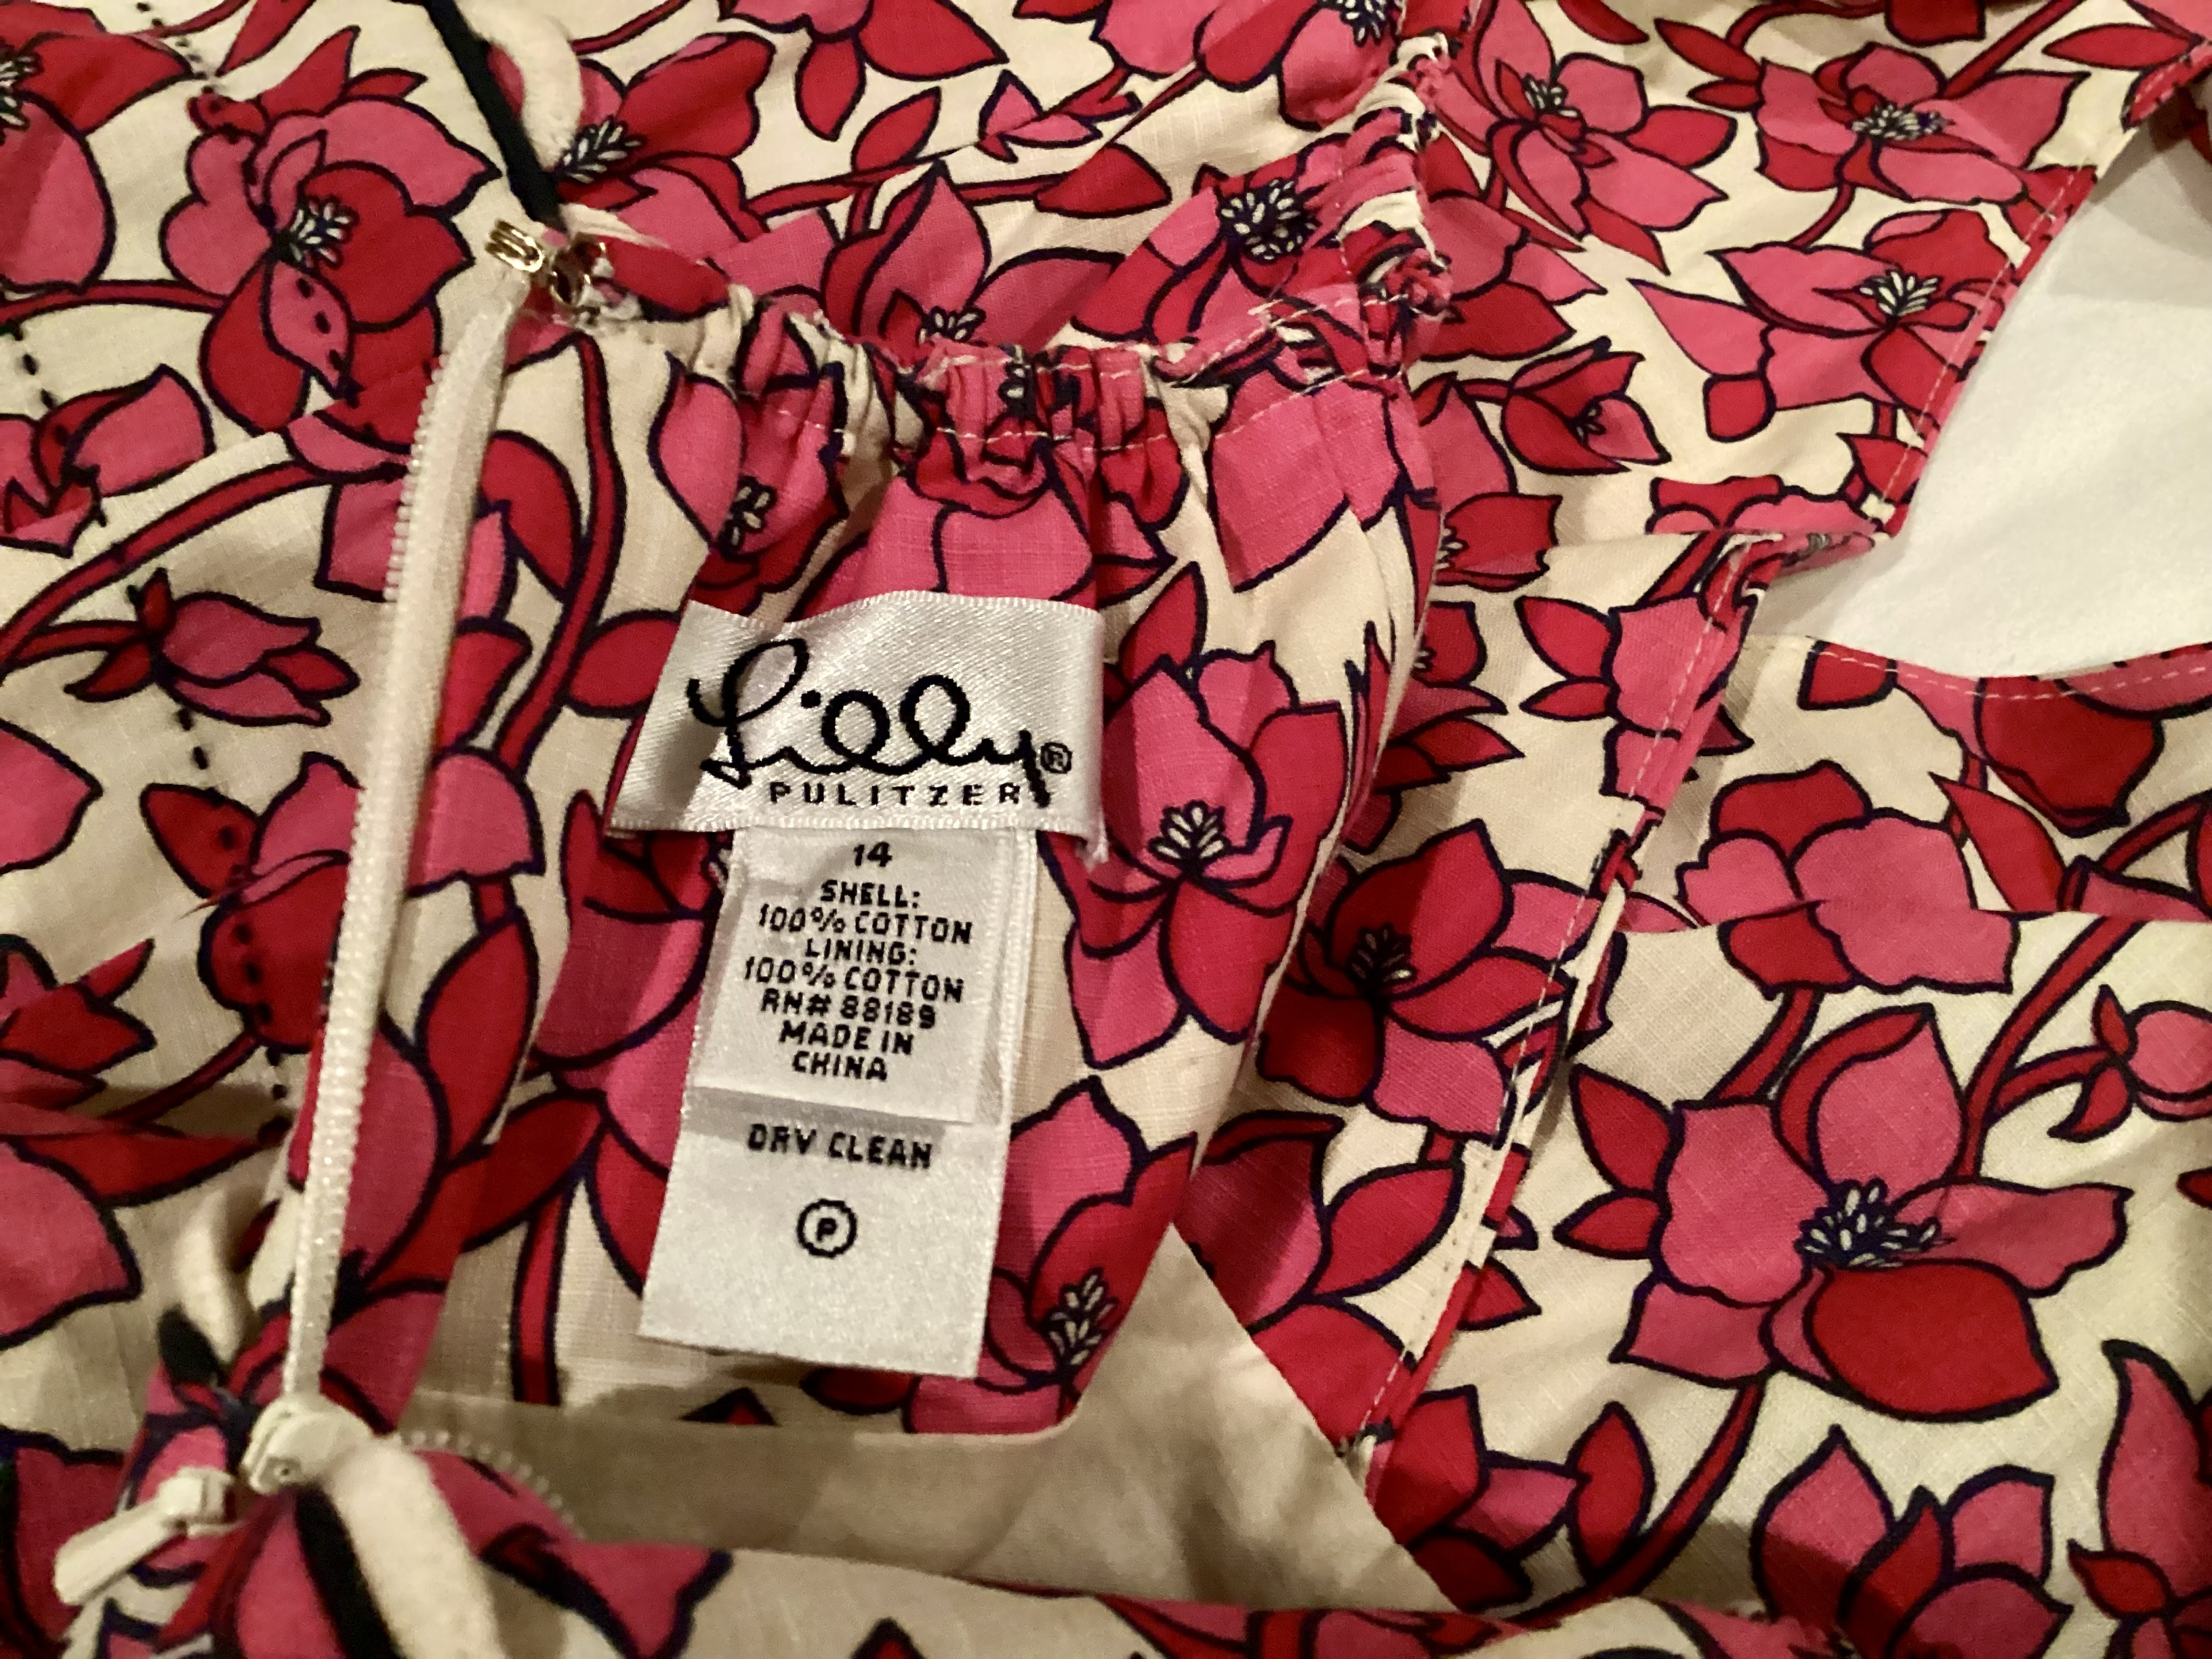 Lilly®
PULITZER
14
SHELL:
100% COTTON
LINING:
100% COTTON
RN# 88189
MADE IN
CHINA
DRY CLEAN
P